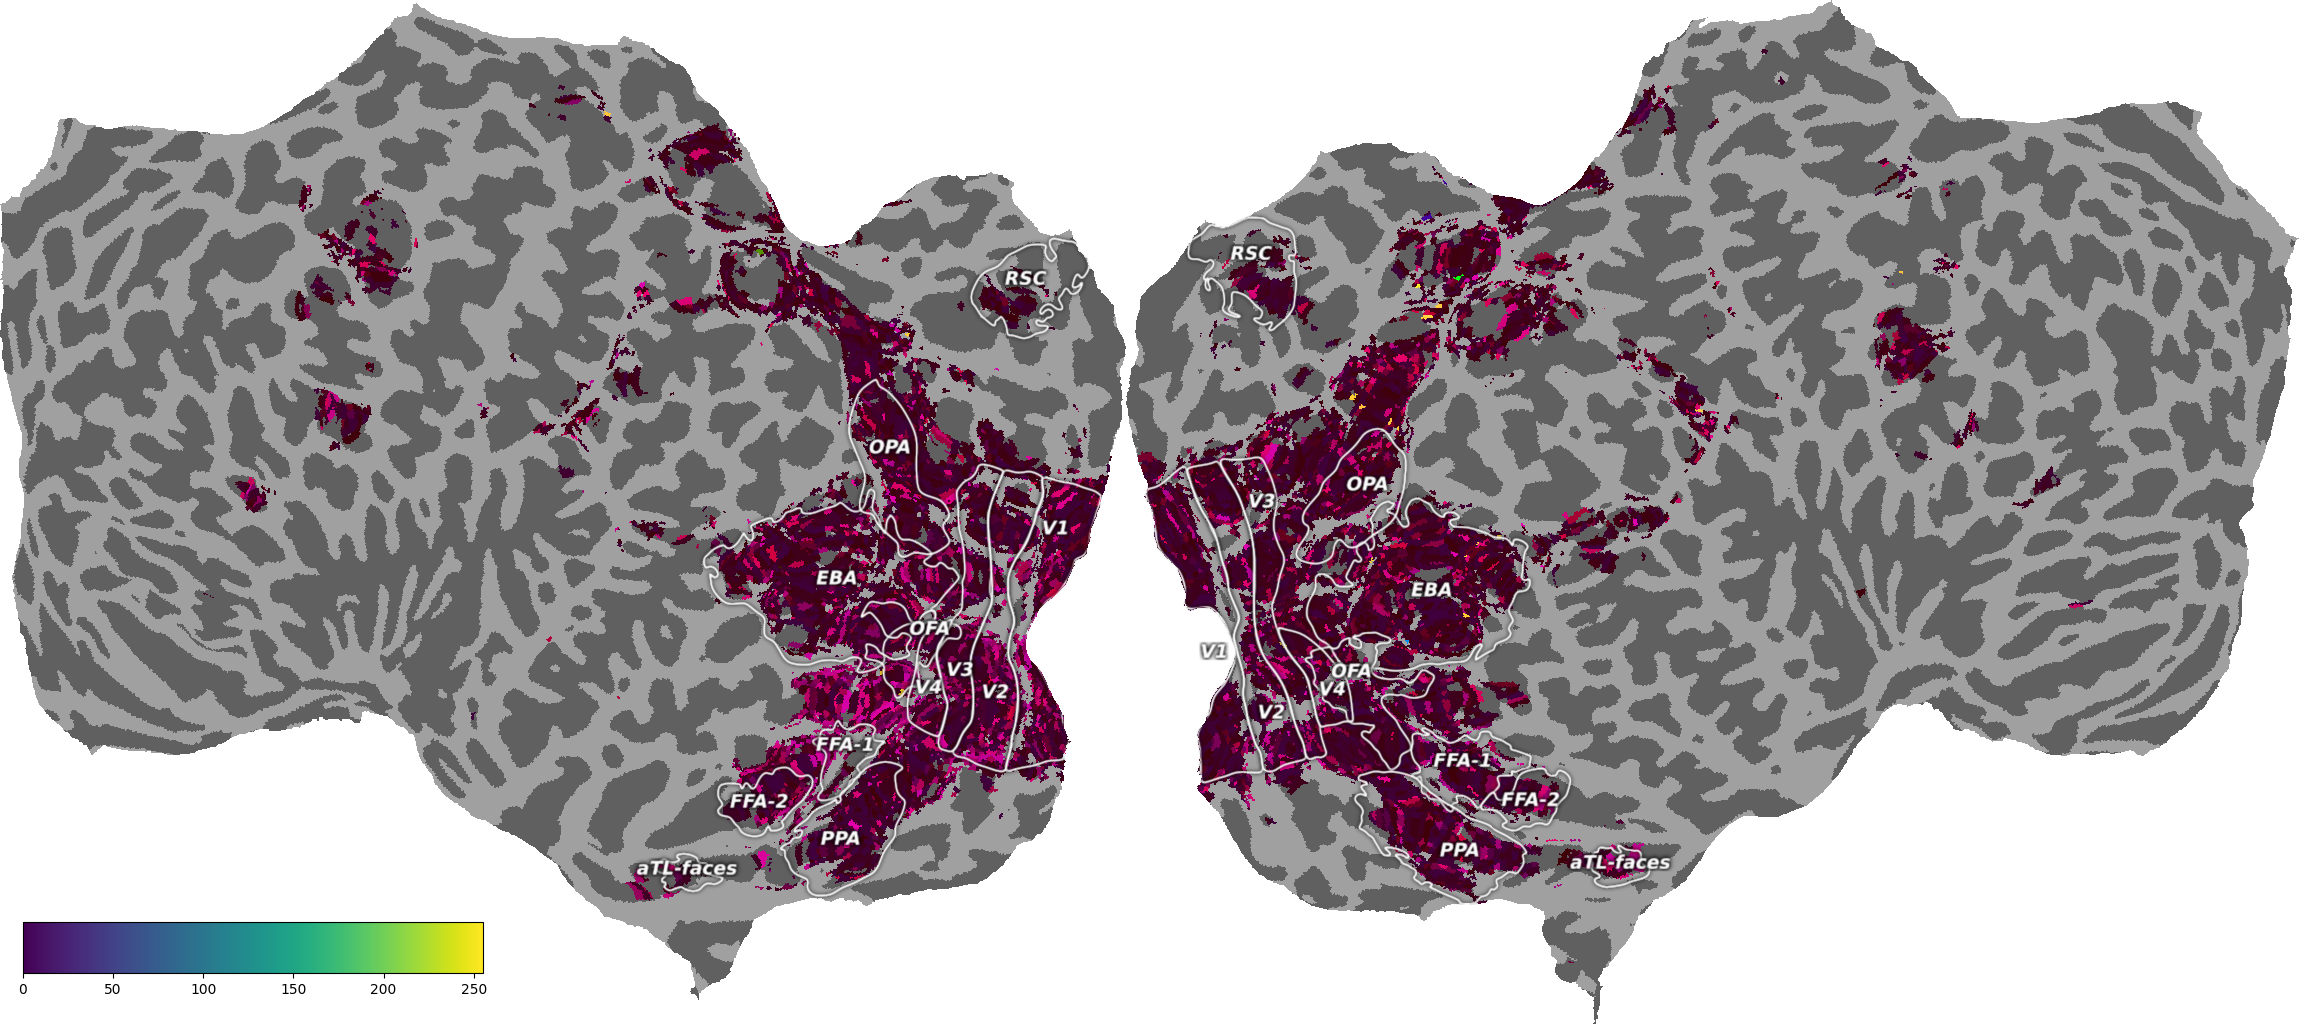 RSC
OPA
V1
EBA
OFA
V3
V4
V2
FFA-1
FFA-2
PPA
aTL-faces
RSC
V3
OPA
EBA
V1
OFA
V4
V2
FFA-1
FFA-2
PPA
aTL-faces
0 50 100 150 200 250